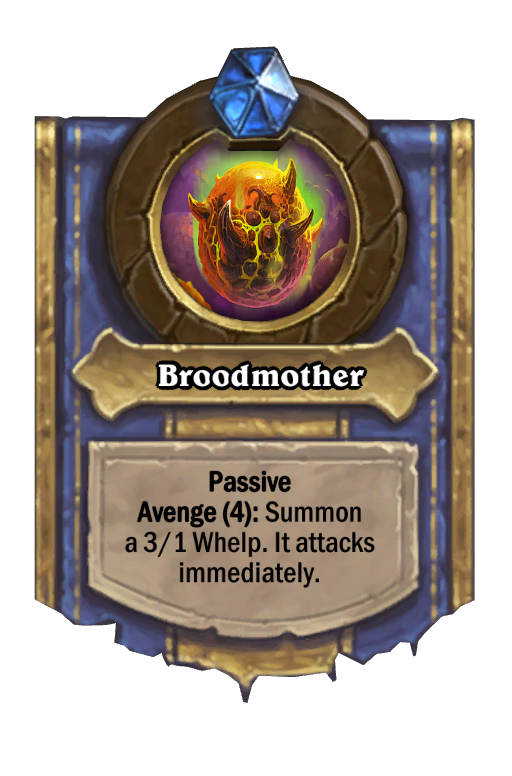 Broodmother
Passive
Avenge (4): Summon
a 3/1 Whelp. It attacks
immediately.